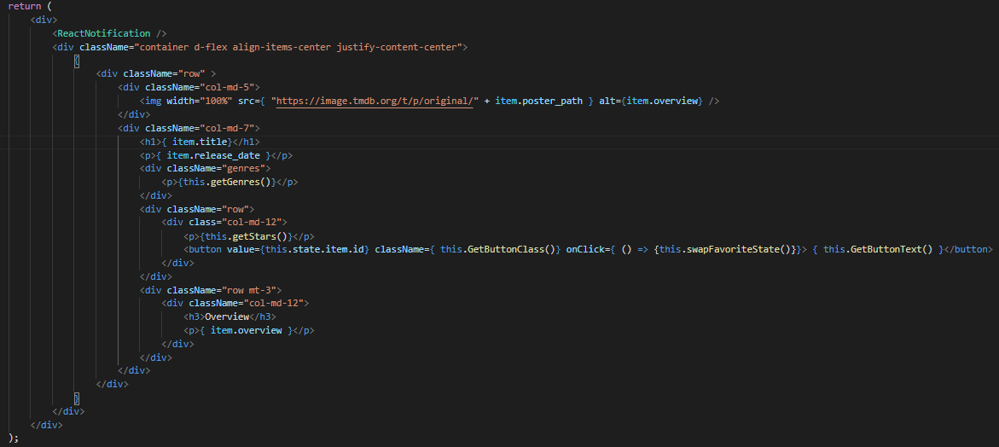 return (
<div>
<ReactNotification />
<div className="container d-flex align-items-center justify-content-center">
{
<div className="row" >
<div className="col-md-5">
<img width="100%" src={ "https://image.tmdb.org/t/p/original/" + item.poster_path } alt={item.overview} />
</div>
<div className="col-md-7">
<h1>{ item.title}</h1>
<p>{ item.release_date }</p>
<div className="genres">
<p>{this.getGenres()}</p>
</div>
<div className="row">
<div class="col-md-12">
<p>{this.getStars()}</p>
<button value={this.state.item.id} className={ this.GetButtonClass()} onClick={ () => {this.swapFavoriteState()}}> { this.GetButtonText() }</button>
</div>
</div>
<div className="row mt-3">
<div className="col-md-12">
<h3>Overview</h3>
<p>{ item.overview }</p>
</div>
</div>
</div>
</div>
}
</div>
</div>
);